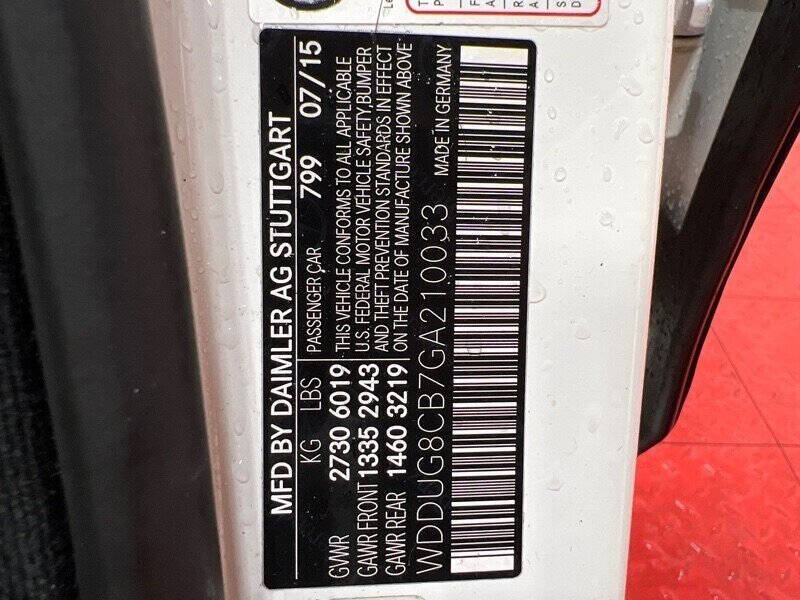 MFD BY DAIMLER AG STUTTGART
KG LBS
GVWR 2730 6019
GAWR FRONT 1335 2943
GAWR REAR 1460 3219
PASSENGER CAR 799 07/15
THIS VEHICLE CONFORMS TO ALL APPLICABLE
U.S. FEDERAL MOTOR VEHICLE SAFETY, BUMPER
AND THEFT PREVENTION STANDARDS IN EFFECT
ON THE DATE OF MANUFACTURE SHOWN ABOVE
WDDUG8CB7GA210033 MADE IN GERMANY